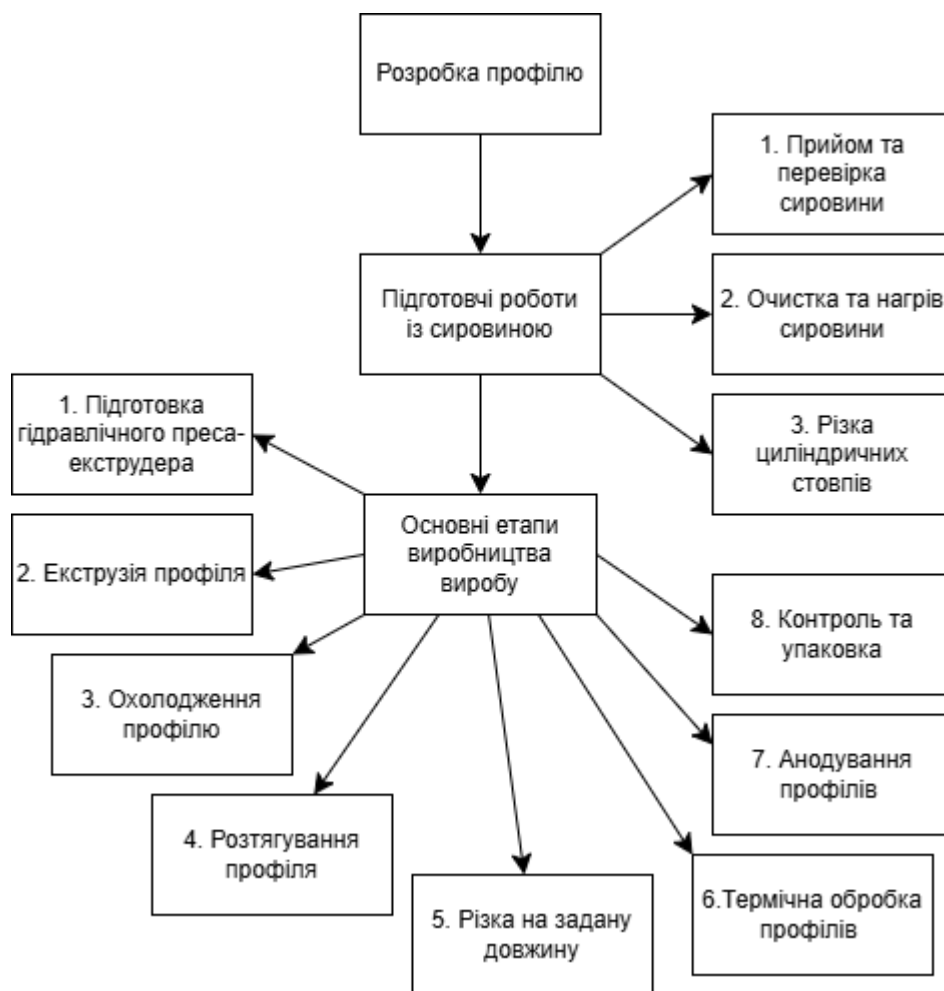 Розробка профілю
1. Прийом та
перевірка
сировини
Підготовчі роботи
із сировиною
2. Очистка та нагрів
сировини
3. Різка
циліндричних
стовпів
1. Підготовка
гідравлічного преса-
екструдера
Основні етапи
виробництва
виробу
2. Екструзія профіля
3. Охолодження
профілю
4. Розтягування
профіля
5. Різка на задану
довжину
6.Термічна обробка
профілів
7. Анодування
профілів
8. Контроль та
упаковка